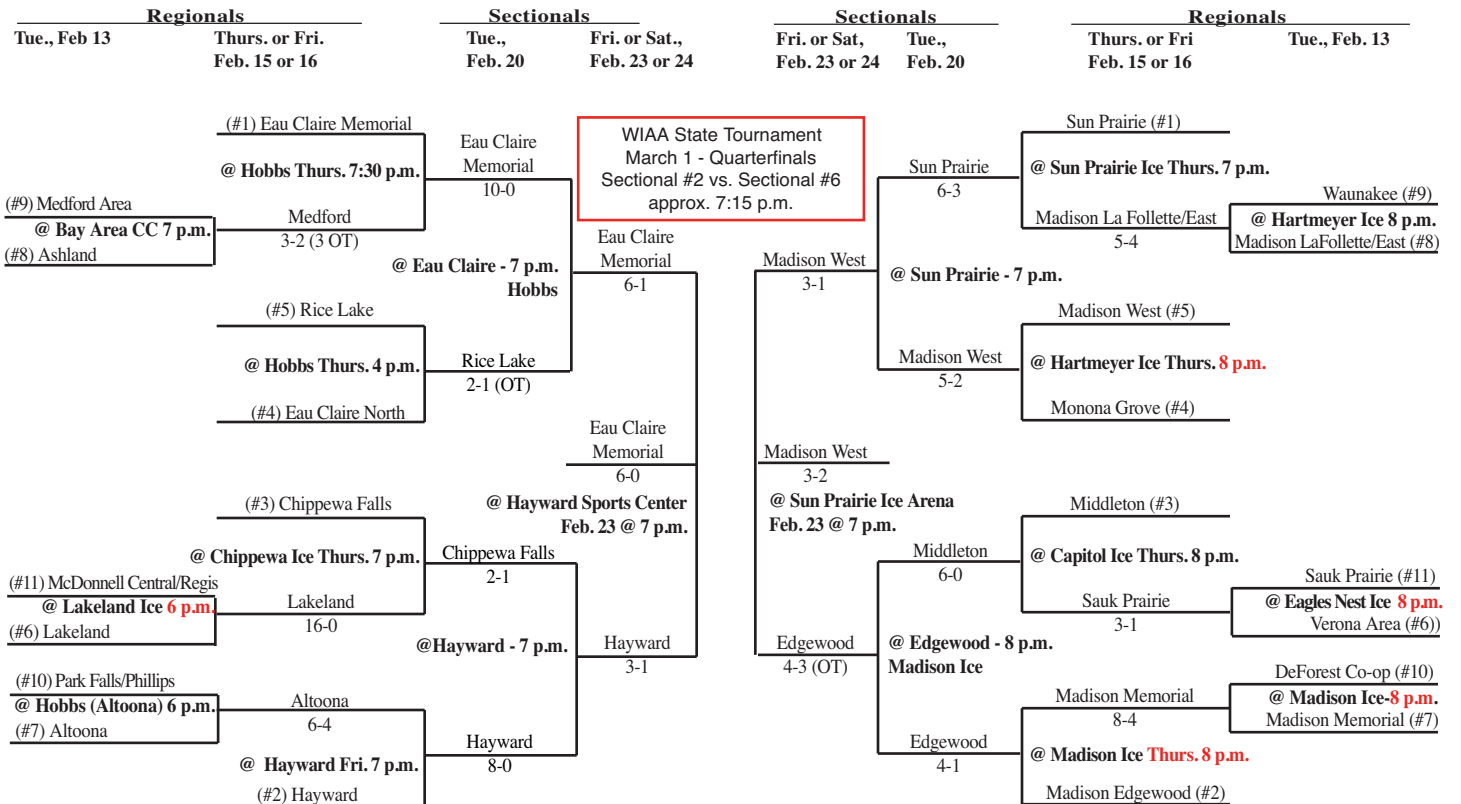 Regionals
Sectionals
Sectionals
Regionals
Tue., Feb 13
Thurs. or Fri.
Feb. 15 or 16
Tue.,
Feb. 20
Fri. or Sat.,
Feb. 23 or 24
Fri. or Sat,
Feb. 23 or 24
Tue.,
Feb. 20
Thurs. or Fri
Feb. 15 or 16
Tue., Feb. 13
(#1) Eau Claire Memorial
@ Hobbs Thurs. 7:30 p.m.
(#9) Medford Area
@ Bay Area CC 7 p.m.
(#8) Ashland
Medford
3-2 (3 OT)
Eau Claire
Memorial
10-0
@ Eau Claire - 7 p.m.
Hobbs
(#5) Rice Lake
@ Hobbs Thurs. 4 p.m.
(#4) Eau Claire North
Rice Lake
2-1 (OT)
Eau Claire
Memorial
6-1
Eau Claire
Memorial
6-0
@ Hayward Sports Center
Feb. 23 @ 7 p.m.
(#3) Chippewa Falls
@ Chippewa Ice Thurs. 7 p.m.
(#11) McDonnell Central/Regis
@ Lakeland Ice 6 p.m.
(#6) Lakeland
Lakeland
16-0
Chippewa Falls
2-1
@Hayward - 7 p.m.
Hayward
3-1
(#10) Park Falls/Phillips
@ Hobbs (Altoona) 6 p.m.
(#7) Altoona
Altoona
6-4
@ Hayward Fri. 7 p.m.
(#2) Hayward
Hayward
8-0
WIAA State Tournament
March 1 - Quarterfinals
Sectional #2 vs. Sectional #6
approx. 7:15 p.m.
Sun Prairie (#1)
@ Sun Prairie Ice Thurs. 7 p.m.
Sun Prairie
6-3
Waunakee (#9)
@ Hartmeyer Ice 8 p.m.
Madison LaFollette/East (#8)
Madison La Follette/East
5-4
Madison West
3-1
@ Sun Prairie - 7 p.m.
Madison West (#5)
@ Hartmeyer Ice Thurs. 8 p.m.
Monona Grove (#4)
Madison West
5-2
Madison West
3-2
@ Sun Prairie Ice Arena
Feb. 23 @ 7 p.m.
Middleton (#3)
@ Capitol Ice Thurs. 8 p.m.
Middleton
6-0
Sauk Prairie (#11)
@ Eagles Nest Ice 8 p.m.
Verona Area (#6))
Sauk Prairie
3-1
Edgewood
4-3 (OT)
@ Edgewood - 8 p.m.
Madison Ice
DeForest Co-op (#10)
@ Madison Ice-8 p.m.
Madison Memorial (#7)
Madison Memorial
8-4
Edgewood
4-1
@ Madison Ice Thurs. 8 p.m.
Madison Edgewood (#2)